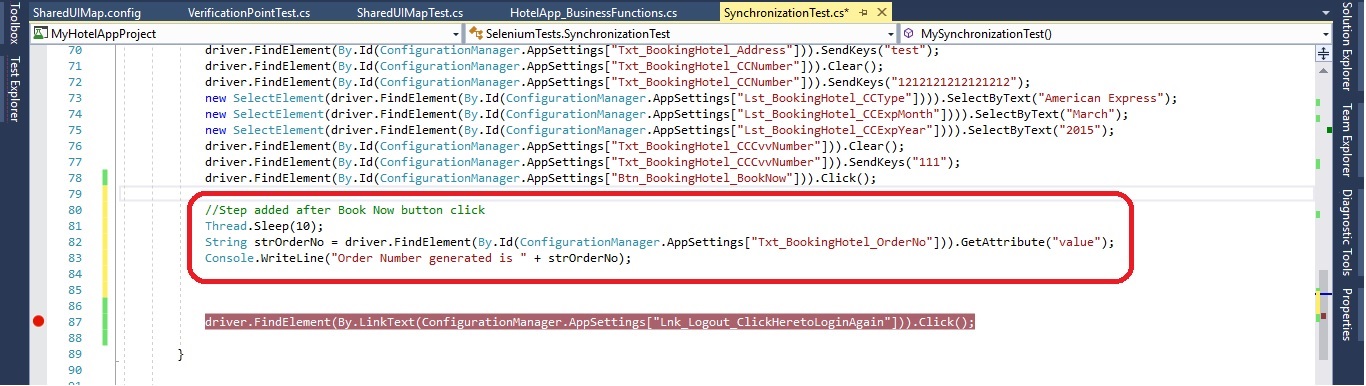 SharedUIMap.config VerificationPointTest.cs SharedUIMapTest.cs HotelApp_BusinessFunctions.cs SynchronizationTest.cs*
MyHotelAppProject SeleniumTests.SynchronizationTest MySynchronizationTest()
Toolbox
Test Explorer
70 driver.FindElement(By.Id(ConfigurationManager.AppSettings["Txt_BookingHotel_Address"])).SendKeys("test");
71 driver.FindElement(By.Id(ConfigurationManager.AppSettings["Txt_BookingHotel_CCNumber"])).Clear();
72 driver.FindElement(By.Id(ConfigurationManager.AppSettings["Txt_BookingHotel_CCNumber"])).SendKeys("1212121212121212");
73 new SelectElement(driver.FindElement(By.Id(ConfigurationManager.AppSettings["Lst_BookingHotel_CCType"]))).SelectByText("American Express");
74 new SelectElement(driver.FindElement(By.Id(ConfigurationManager.AppSettings["Lst_BookingHotel_CCExpMonth"]))).SelectByText("March");
75 new SelectElement(driver.FindElement(By.Id(ConfigurationManager.AppSettings["Lst_BookingHotel_CCExpYear"]))).SelectByText("2015");
76 driver.FindElement(By.Id(ConfigurationManager.AppSettings["Txt_BookingHotel_CCCvvNumber"])).Clear();
77 driver.FindElement(By.Id(ConfigurationManager.AppSettings["Txt_BookingHotel_CCCvvNumber"])).SendKeys("111");
78 driver.FindElement(By.Id(ConfigurationManager.AppSettings["Btn_BookingHotel_BookNow"])).Click();
79
80 //Step added after Book Now button click
81 Thread.Sleep(10);
82 String strOrderNo = driver.FindElement(By.Id(ConfigurationManager.AppSettings["Txt_BookingHotel_OrderNo"])).GetAttribute("value");
83 Console.WriteLine("Order Number generated is " + strOrderNo);
84
85
86
87 driver.FindElement(By.LinkText(ConfigurationManager.AppSettings["Lnk_Logout_ClickHeretoLoginAgain"])).Click();
88
89 }
90
Solution Explorer
Team Explorer
Diagnostic Tools
Properties